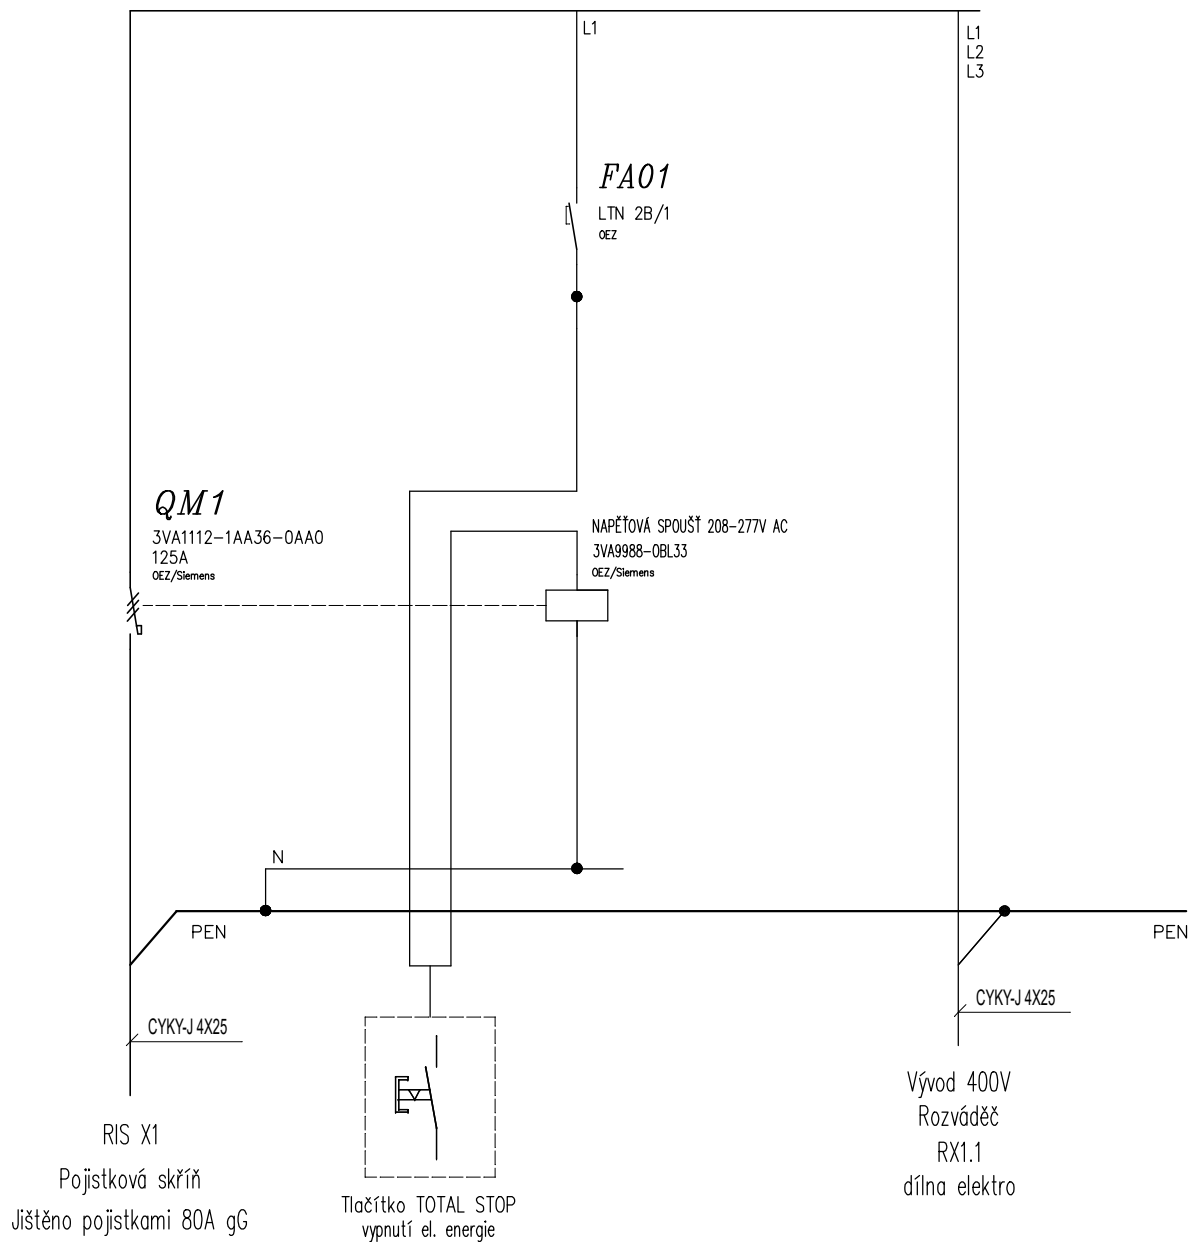 L1
L1
L2
L3
FA01
LTN 2B/1
OEZ
QM1
3VA1112-1AA36-0AA0
125A
OEZ/Siemens
NAPĚŤOVÁ SPOUŠŤ 208-277V AC
3VA9988-0BL33
OEZ/Siemens
N
PEN
PEN
CYKY-J 4X25
CYKY-J 4X25
RIS X1
Pojistková skříň
Jištěno pojistkami 80A gG
Tlačítko TOTAL STOP
vypnutí el. energie
Vývod 400V
Rozváděč
RX1.1
dílna elektro